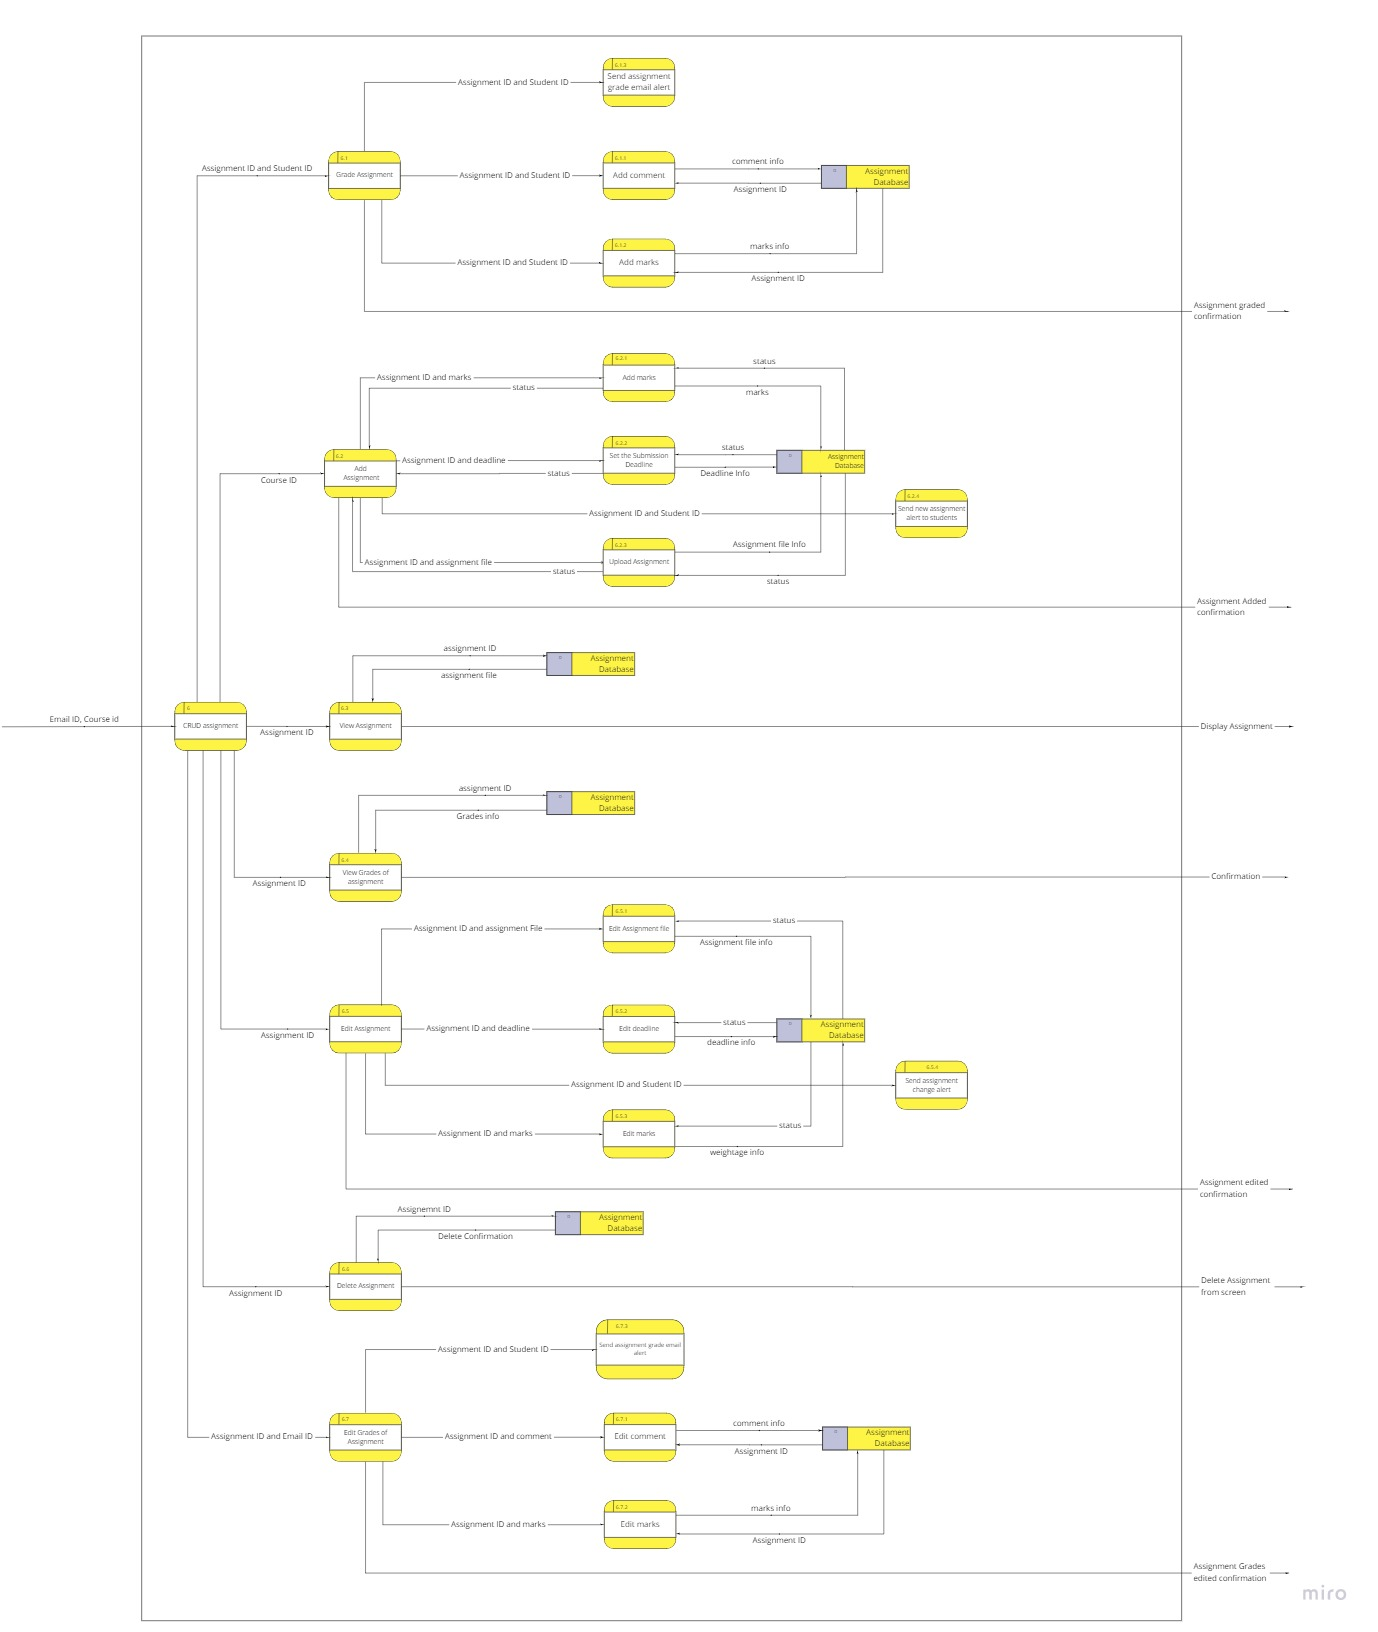 6.1.3
Send assignment
grade email alert
Assignment ID and Student ID
6.1
Grade Assignment
Assignment ID and Student ID
Assignment ID and Student ID
6.1.1
Add comment
comment info
Assignment ID
Assignment
Database
6.1.2
Add marks
Assignment ID and Student ID
marks info
Assignment ID
Assignment graded
confirmation
6.2.1
Add marks
Assignment ID and marks
status
status
marks
6.2
Add
Assignment
Course ID
Assignment ID and deadline
status
6.2.2
Set the Submission
Deadline
status
Deadline Info
Assignment
Database
Assignment ID and Student ID
6.2.4
Send new assignment
alert to students
6.2.3
Upload Assignment
Assignment ID and assignment file
status
Assignment file Info
status
Assignment Added
confirmation
assignment ID
assignment file
Assignment
Database
Email ID, Course id
6
CRUD assignment
Assignment ID
6.3
View Assignment
Display Assignment
assignment ID
Grades info
Assignment
Database
Assignment ID
6.4
View Grades of
assignment
Confirmation
6.5.1
Edit Assignment file
Assignment ID and assignment File
status
Assignment file info
6.5
Edit Assignment
Assignment ID
Assignment ID and deadline
6.5.2
Edit deadline
status
deadline info
Assignment
Database
Assignment ID and Student ID
6.5.4
Send assignment
change alert
6.5.3
Edit marks
Assignment ID and marks
status
weightage info
Assignment edited
confirmation
Assignemnt ID
Delete Confirmation
Assignment
Database
6.6
Delete Assignment
Assignment ID
Delete Assignment
from screen
6.7.3
Send assignment grade email
alert
Assignment ID and Student ID
6.7
Edit Grades of
Assignment
Assignment ID and Email ID
Assignment ID and comment
6.7.1
Edit comment
comment info
Assignment ID
Assignment
Database
6.7.2
Edit marks
Assignment ID and marks
marks info
Assignment ID
Assignment Grades
edited confirmation
miro